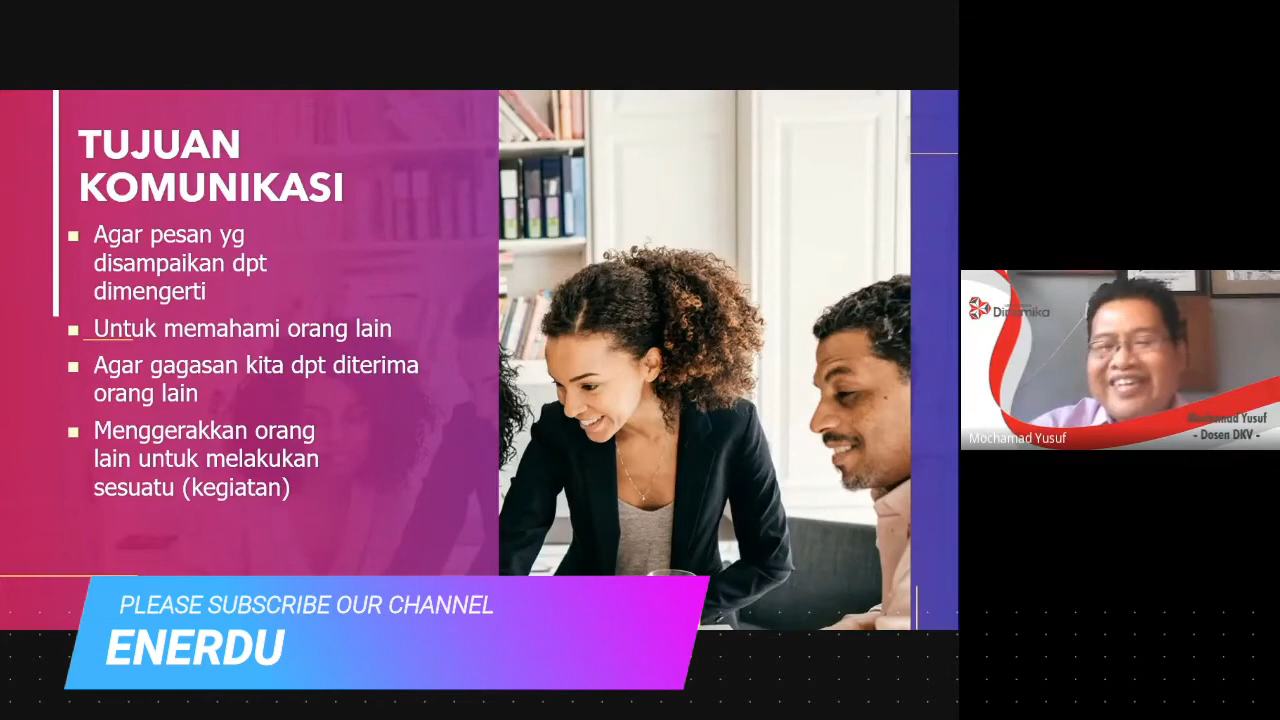 TUJUAN
KOMUNIKASI
Agar pesan yg
disampaikan dpt
dimengerti
Untuk memahami orang lain
Agar gagasan kita dpt diterima
orang lain
Menggerakkan orang
lain untuk melakukan
sesuatu (kegiatan)
PLEASE SUBSCRIBE OUR CHANNEL
ENERDU
Dinamika
Mochamad Yusuf
- Dosen DKV -
Mochamad Yusuf